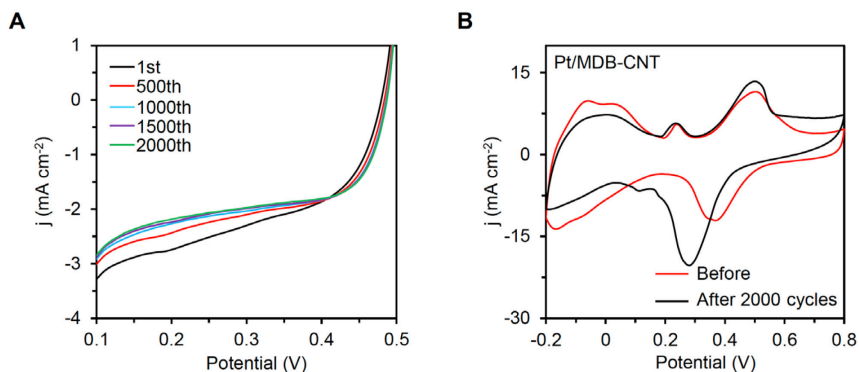 A
1
0
-1
-2
-3
-4
j (mA cm⁻²)
1st
500th
1000th
1500th
2000th
0.1 0.2 0.3 0.4 0.5
Potential (V)
B
Pt/MDB-CNT
15
0
-15
-30
j (mA cm⁻²)
Before
After 2000 cycles
-0.2 0 0.2 0.4 0.6 0.8
Potential (V)